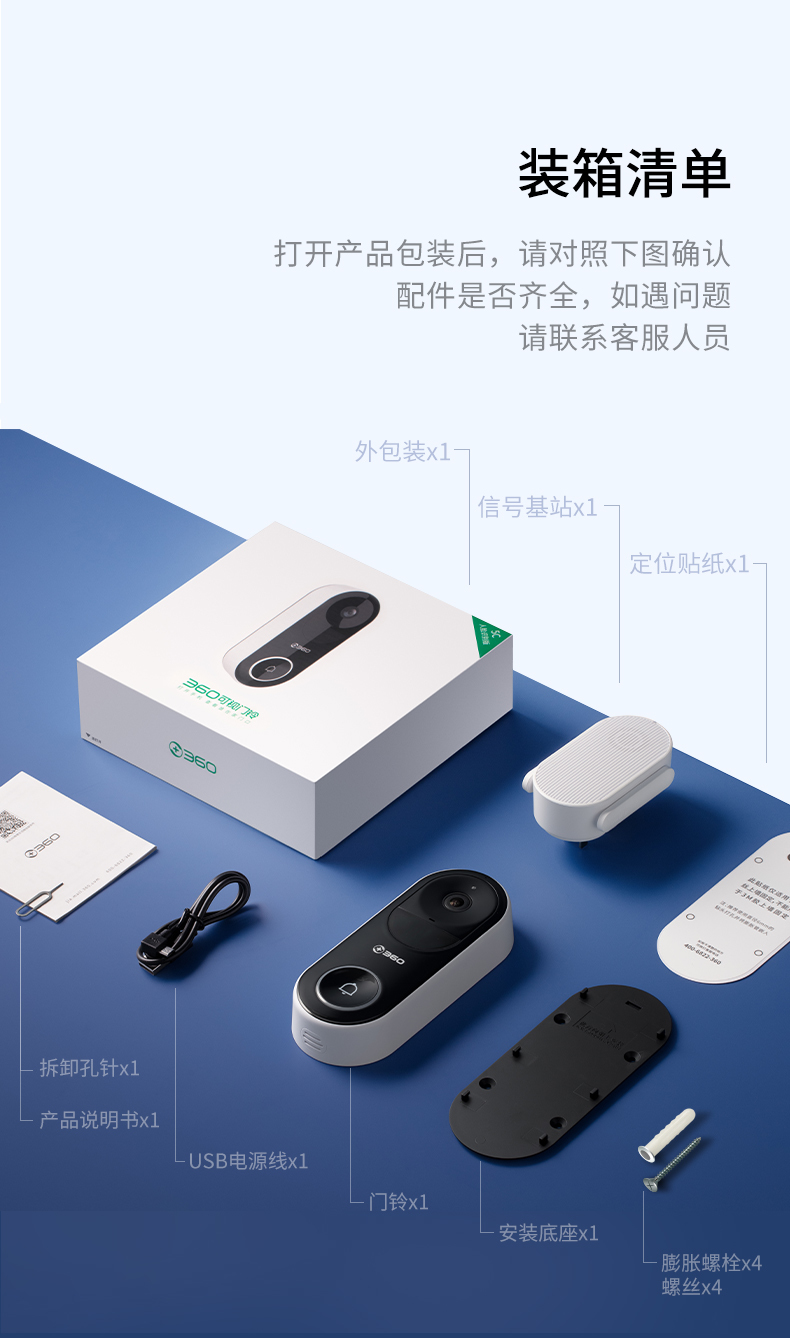 装箱清单
打开产品包装后，请对照下图确认
配件是否齐全，如遇问题
请联系客服人员
外包装x1
信号基站x1
定位贴纸x1
360可视门铃
360
360
360
360
400-6822-360
拆卸孔针x1
产品说明书x1
USB电源线x1
门铃x1
安装底座x1
膨胀螺栓x4
螺丝x4